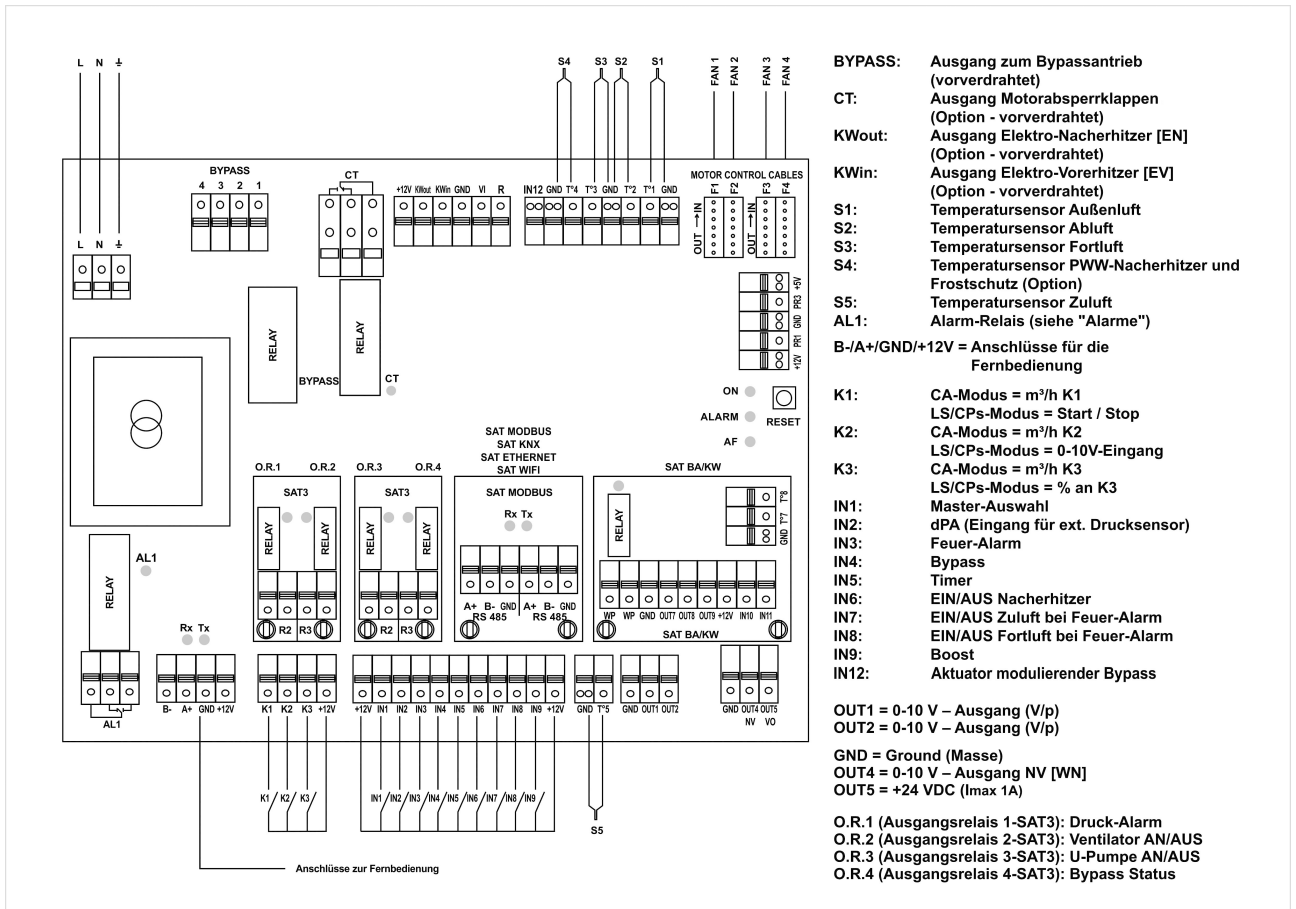 L N ⏚
S4 S3 S2 S1
FAN 1 FAN 2 FAN 3 FAN 4
BYPASS
4 3 2 1
CT
+12V KWout KWin GND VI R
IN12 GND T°4 T°3 GND T°2 T°1 GND
MOTOR CONTROL CABLES
F1 F2 F3 F4
OUT → IN OUT → IN
L N ⏚
+5V
PR3
GND
PR1
+12V
RELAY
RELAY
BYPASS
CT
ON
ALARM
AF
RESET
SAT MODBUS
SAT KNX
SAT ETHERNET
SAT WIFI
O.R.1 O.R.2 O.R.3 O.R.4
SAT BA/KW
SAT3 SAT3
SAT MODBUS
Rx Tx
RELAY RELAY RELAY RELAY
RELAY
T°8
T°7
GND
AL1
RELAY
A+ B- GND A+ B- GND
RS 485 RS 485
R2 R3 R2 R3
WP WP GND OUT7 OUT8 OUT9 +12V IN10 IN11
SAT BA/KW
Rx Tx
AL1
B- A+ GND +12V
K1 K2 K3 +12V
+12V IN1 IN2 IN3 IN4 IN5 IN6 IN7 IN8 IN9 +12V
GND T°5
GND OUT1 OUT2
GND OUT4 OUT5
NV VO
K1 K2 K3
IN1 IN2 IN3 IN4 IN5 IN6 IN7 IN8 IN9
S5
Anschlüsse zur Fernbedienung
BYPASS: Ausgang zum Bypassantrieb
(vorverdrahtet)
CT: Ausgang Motorabsperrklappen
(Option - vorverdrahtet)
KWout: Ausgang Elektro-Nacherhitzer [EN]
(Option - vorverdrahtet)
KWin: Ausgang Elektro-Vorerhitzer [EV]
(Option - vorverdrahtet)
S1: Temperatursensor Außenluft
S2: Temperatursensor Abluft
S3: Temperatursensor Fortluft
S4: Temperatursensor PWW-Nacherhitzer und
Frostschutz (Option)
S5: Temperatursensor Zuluft
AL1: Alarm-Relais (siehe "Alarme")
B-/A+/GND/+12V = Anschlüsse für die
Fernbedienung
K1: CA-Modus = m³/h K1
LS/CPs-Modus = Start / Stop
K2: CA-Modus = m³/h K2
LS/CPs-Modus = 0-10V-Eingang
K3: CA-Modus = m³/h K3
LS/CPs-Modus = % an K3
IN1: Master-Auswahl
IN2: dPA (Eingang für ext. Drucksensor)
IN3: Feuer-Alarm
IN4: Bypass
IN5: Timer
IN6: EIN/AUS Nacherhitzer
IN7: EIN/AUS Zuluft bei Feuer-Alarm
IN8: EIN/AUS Fortluft bei Feuer-Alarm
IN9: Boost
IN12: Aktuator modulierender Bypass
OUT1 = 0-10 V – Ausgang (V/p)
OUT2 = 0-10 V – Ausgang (V/p)
GND = Ground (Masse)
OUT4 = 0-10 V – Ausgang NV [WN]
OUT5 = +24 VDC (Imax 1A)
O.R.1 (Ausgangsrelais 1-SAT3): Druck-Alarm
O.R.2 (Ausgangsrelais 2-SAT3): Ventilator AN/AUS
O.R.3 (Ausgangsrelais 3-SAT3): U-Pumpe AN/AUS
O.R.4 (Ausgangsrelais 4-SAT3): Bypass Status